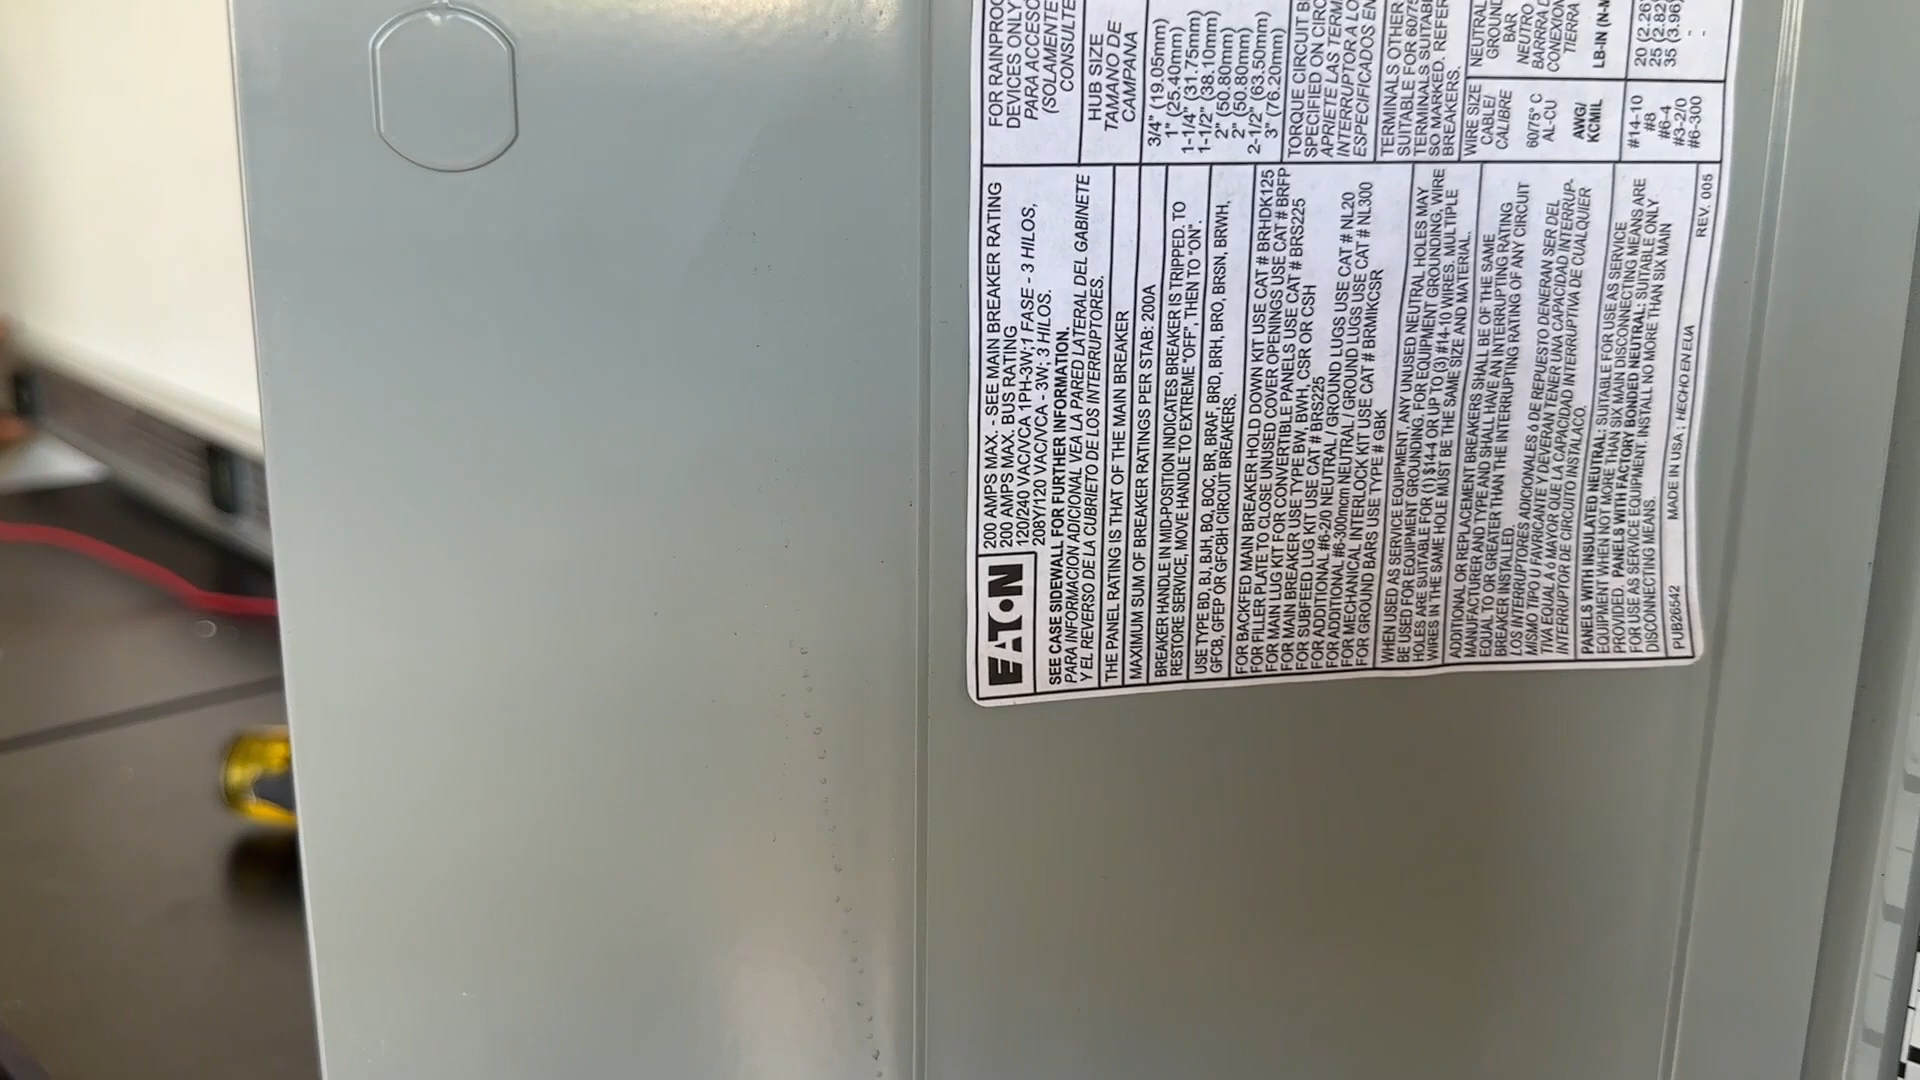 EATON
200 AMPS MAX. - SEE MAIN BREAKER RATING
200 AMPS MAX. BUS RATING
120/240 VAC/VCA 1PH-3W;1 FASE - 3 HILOS,
208Y/120 VAC/VCA - 3W; 3 HILOS.
SEE CASE SIDEWALL FOR FURTHER INFORMATION.
PARA INFORMACION ADICIONAL VEA LA PARED LATERAL DEL GABINETE
Y EL REVERSO DE LA CUBRIETO DE LOS INTERRUPTORES.
THE PANEL RATING IS THAT OF THE MAIN BREAKER
MAXIMUM SUM OF BREAKER RATINGS PER STAB: 200A
BREAKER HANDLE IN MID-POSITION INDICATES BREAKER IS TRIPPED. TO
RESTORE SERVICE, MOVE HANDLE TO EXTREME "OFF", THEN TO "ON".
USE TYPE BD, BJ, BJH, BQ, BQC, BR, BRAF, BRD, BRH, BRO, BRSN, BRWH,
GFCB, GFEP OR GFCBH CIRCUIT BREAKERS.
FOR BACKFED MAIN BREAKER HOLD DOWN KIT USE CAT # BRHDK125
FOR FILLER PLATE TO CLOSE UNUSED COVER OPENINGS USE CAT # BRFP
FOR MAIN LUG KIT FOR CONVERTIBLE PANELS USE CAT # BRS225
FOR MAIN BREAKER USE TYPE BW, BWH, CSR OR CSH
FOR SUBFEED LUG KIT USE CAT # BRS225
FOR ADDITIONAL #6-2/0 NEUTRAL / GROUND LUGS USE CAT # NL20
FOR ADDITIONAL #6-300mcm NEUTRAL / GROUND LUGS USE CAT # NL300
FOR MECHANICAL INTERLOCK KIT USE CAT # BRMIKCSR
FOR GROUND BARS USE TYPE # GBK
WHEN USED AS SERVICE EQUIPMENT, ANY UNUSED NEUTRAL HOLES MAY
BE USED FOR EQUIPMENT GROUNDING. FOR EQUIPMENT GROUNDING, WIRE
HOLES ARE SUITABLE FOR (1) $14-4 OR UP TO (3) #14-10 WIRES. MULTIPLE
WIRES IN THE SAME HOLE MUST BE THE SAME SIZE AND MATERIAL.
ADDITIONAL OR REPLACEMENT BREAKERS SHALL BE OF THE SAME
MANUFACTURER AND TYPE AND SHALL HAVE AN INTERRUPTING RATING
EQUAL TO OR GREATER THAN THE INTERRUPTING RATING OF ANY CIRCUIT
BREAKER INSTALLED.
LOS INTERRUPTORES ADICIONALES ó DE REPUESTO DENERAN SER DEL
MISMO TIPO U FAVRICANTE Y DEVERAN TENER UNA CAPACIDAD INTERRUP-
TIVA EQUAL A ó MAYOR QUE LA CAPACIDAD INTERRUPTIVA DE CUALQUIER
INTERRUPTOR DE CIRCUITO INSTALACO.
PANELS WITH INSULATED NEUTRAL: SUITABLE FOR USE AS SERVICE
EQUIPMENT WHEN NOT MORE THAN SIX MAIN DISCONNECTING MEANS ARE
PROVIDED. PANELS WITH FACTORY BONDED NEUTRAL: SUITABLE ONLY
FOR USE AS SERVICE EQUIPMENT. INSTALL NO MORE THAN SIX MAIN
DISCONNECTING MEANS.
PUB26542 MADE IN USA ; HECHO EN EUA REV. 005
FOR RAINPROO
DEVICES ONLY
PARA ACCESO
(SOLAMENTE
CONSULTE
HUB SIZE
TAMANO DE
CAMPANA
3/4" (19.05mm)
1" (25.40mm)
1-1/4" (31.75mm)
1-1/2" (38.10mm)
2" (50.80mm)
2" (50.80mm)
2-1/2" (63.50mm)
3" (76.20mm)
TORQUE CIRCUIT B
SPECIFIED ON CIRC
APRIETE LAS TERM
INTERRUPTOR A LO
ESPECIFICADOS EN
TERMINALS OTHER
SUITABLE FOR 60/75
TERMINALS SUITAB
SO MARKED. REFER
BREAKERS.
WIRE SIZE
CABLE/
CALIBRE
60/75° C
AL-CU
AWG/
KCMIL
#14-10
#8
#6-4
#3-2/0
#6-300
NEUTRAL
GROUND
BAR
NEUTRO
BARRRA D
CONEXION
TIERRA
LB-IN (N-M
20 (2.26
25 (2.82
35 (3.96
-
-